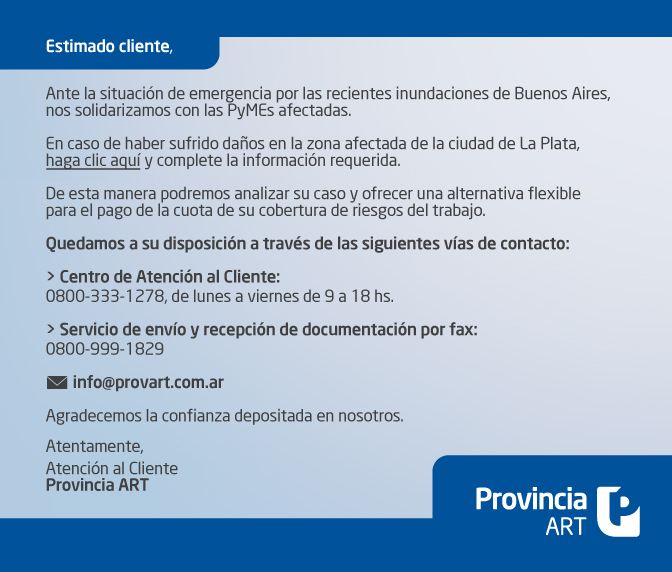 Estimado cliente,
Ante la situación de emergencia por las recientes inundaciones de Buenos Aires,
nos solidarizamos con las PyMEs afectadas.
En caso de haber sufrido daños en la zona afectada de la ciudad de La Plata,
haga clic aquí y complete la información requerida.
De esta manera podremos analizar su caso y ofrecer una alternativa flexible
para el pago de la cuota de su cobertura de riesgos del trabajo.
Quedamos a su disposición a través de las siguientes vías de contacto:
> Centro de Atención al Cliente:
0800-333-1278, de lunes a viernes de 9 a 18 hs.
> Servicio de envío y recepción de documentación por fax:
0800-999-1829
info@provart.com.ar
Agradecemos la confianza depositada en nosotros.
Atentamente,
Atención al Cliente
Provincia ART
Provincia
ART